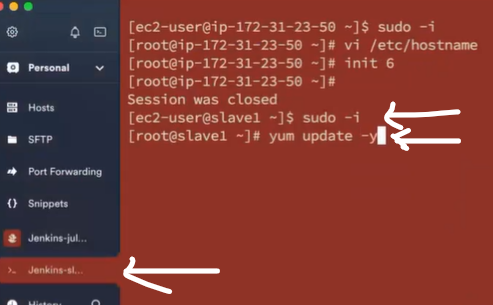 Personal
Hosts
SFTP
Port Forwarding
Snippets
Jenkins-jul...
Jenkins-sl...
History
[ec2-user@ip-172-31-23-50 ~]$ sudo -i
[root@ip-172-31-23-50 ~]# vi /etc/hostname
[root@ip-172-31-23-50 ~]# init 6
[root@ip-172-31-23-50 ~]#
Session was closed
[ec2-user@slave1 ~]$ sudo -i
[root@slave1 ~]# yum update -y